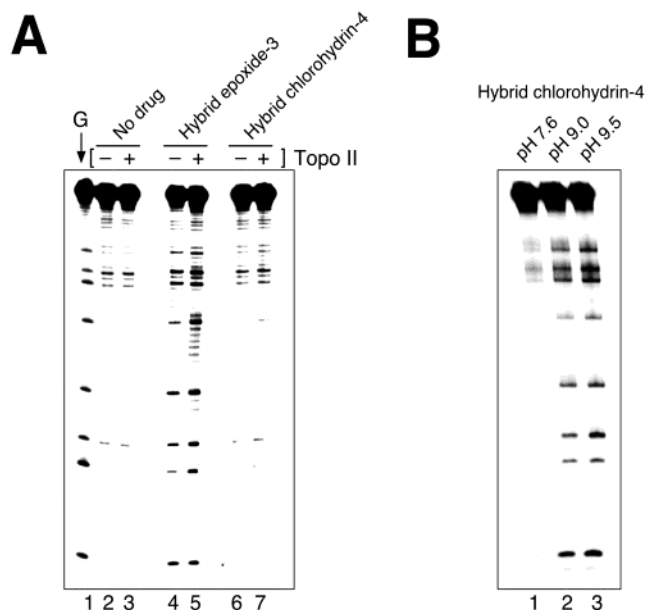 A
G
No drug
Hybrid epoxide-3
Hybrid chlorohydrin-4
[ − + − + − + ] Topo II
1 2 3 4 5 6 7
B
Hybrid chlorohydrin-4
pH 7.6 pH 9.0 pH 9.5
1 2 3